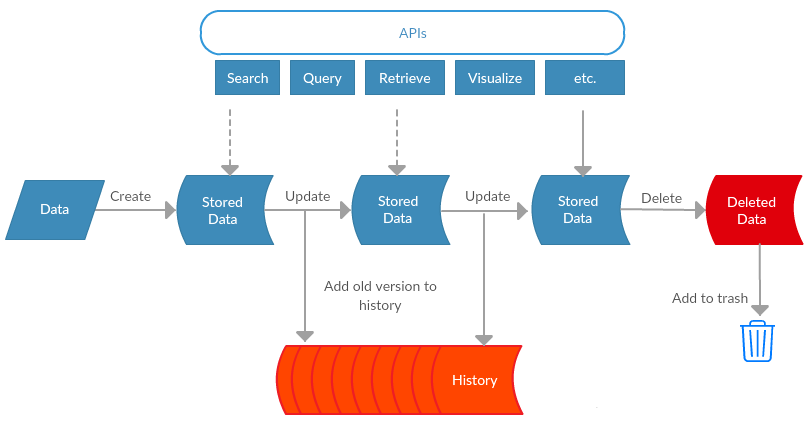 APIs
Search
Query
Retrieve
Visualize
etc.
Data
Create
Stored
Data
Update
Stored
Data
Update
Stored
Data
Delete
Deleted
Data
Add old version to
history
Add to trash
History